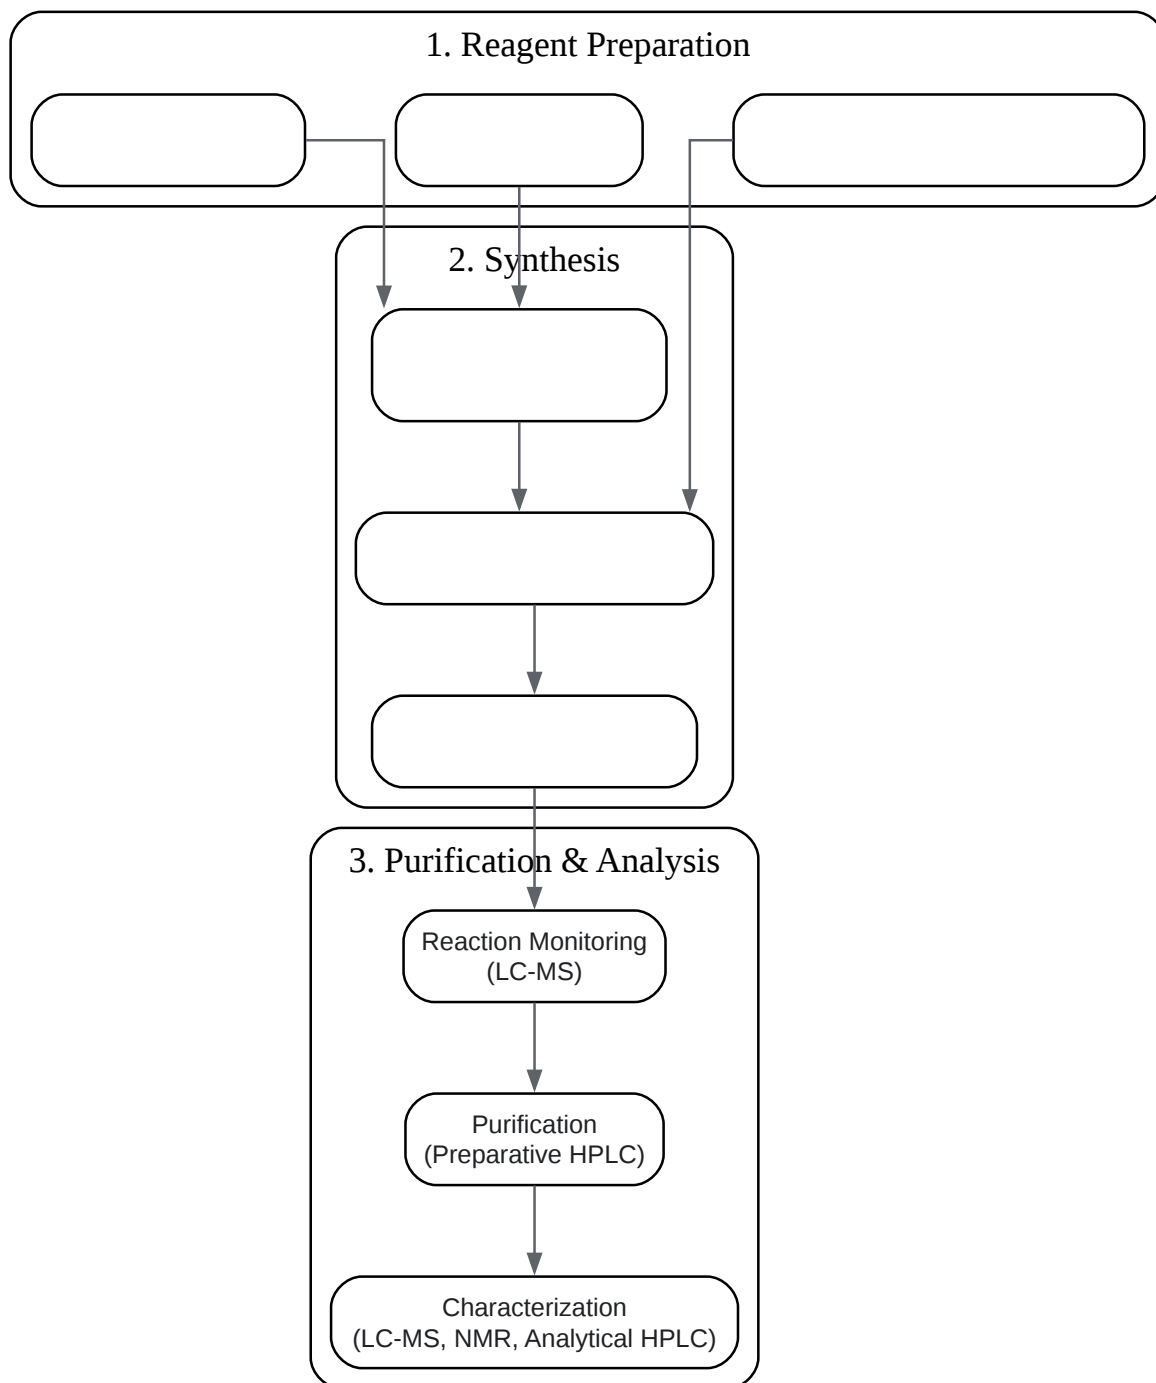 1. Reagent Preparation
2. Synthesis
3. Purification & Analysis
Reaction Monitoring
(LC-MS)
Purification
(Preparative HPLC)
Characterization
(LC-MS, NMR, Analytical HPLC)